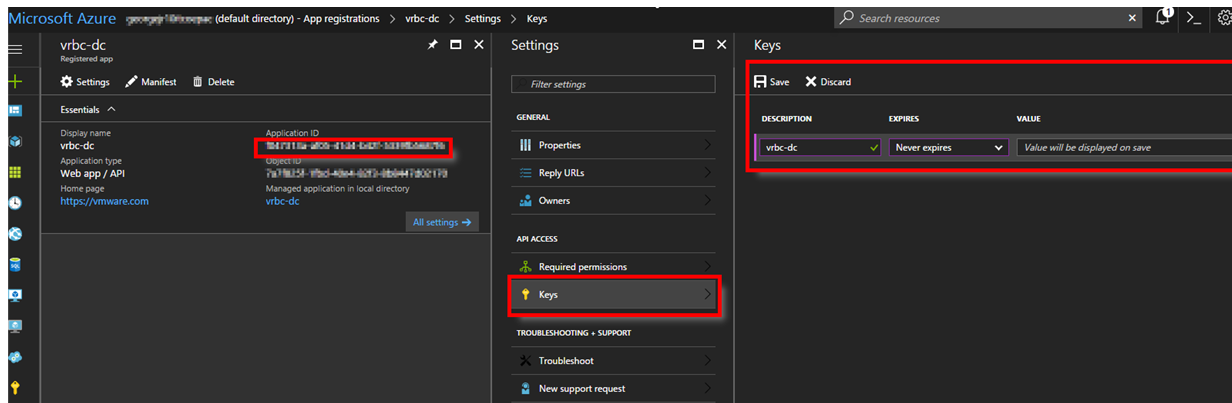 Microsoft Azure (default directory) - App registrations > vrbc-dc > Settings > Keys
Search resources
1
vrbc-dc
Registered app
Settings Manifest Delete
Essentials
Display name
vrbc-dc
Application type
Web app / API
Home page
https://vmware.com
Application ID
Object ID
Managed application in local directory
vrbc-dc
All settings
Settings
Filter settings
GENERAL
Properties
Reply URLs
Owners
API ACCESS
Required permissions
Keys
TROUBLESHOOTING + SUPPORT
Troubleshoot
New support request
Keys
Save Discard
DESCRIPTION EXPIRES VALUE
vrbc-dc Never expires Value will be displayed on save